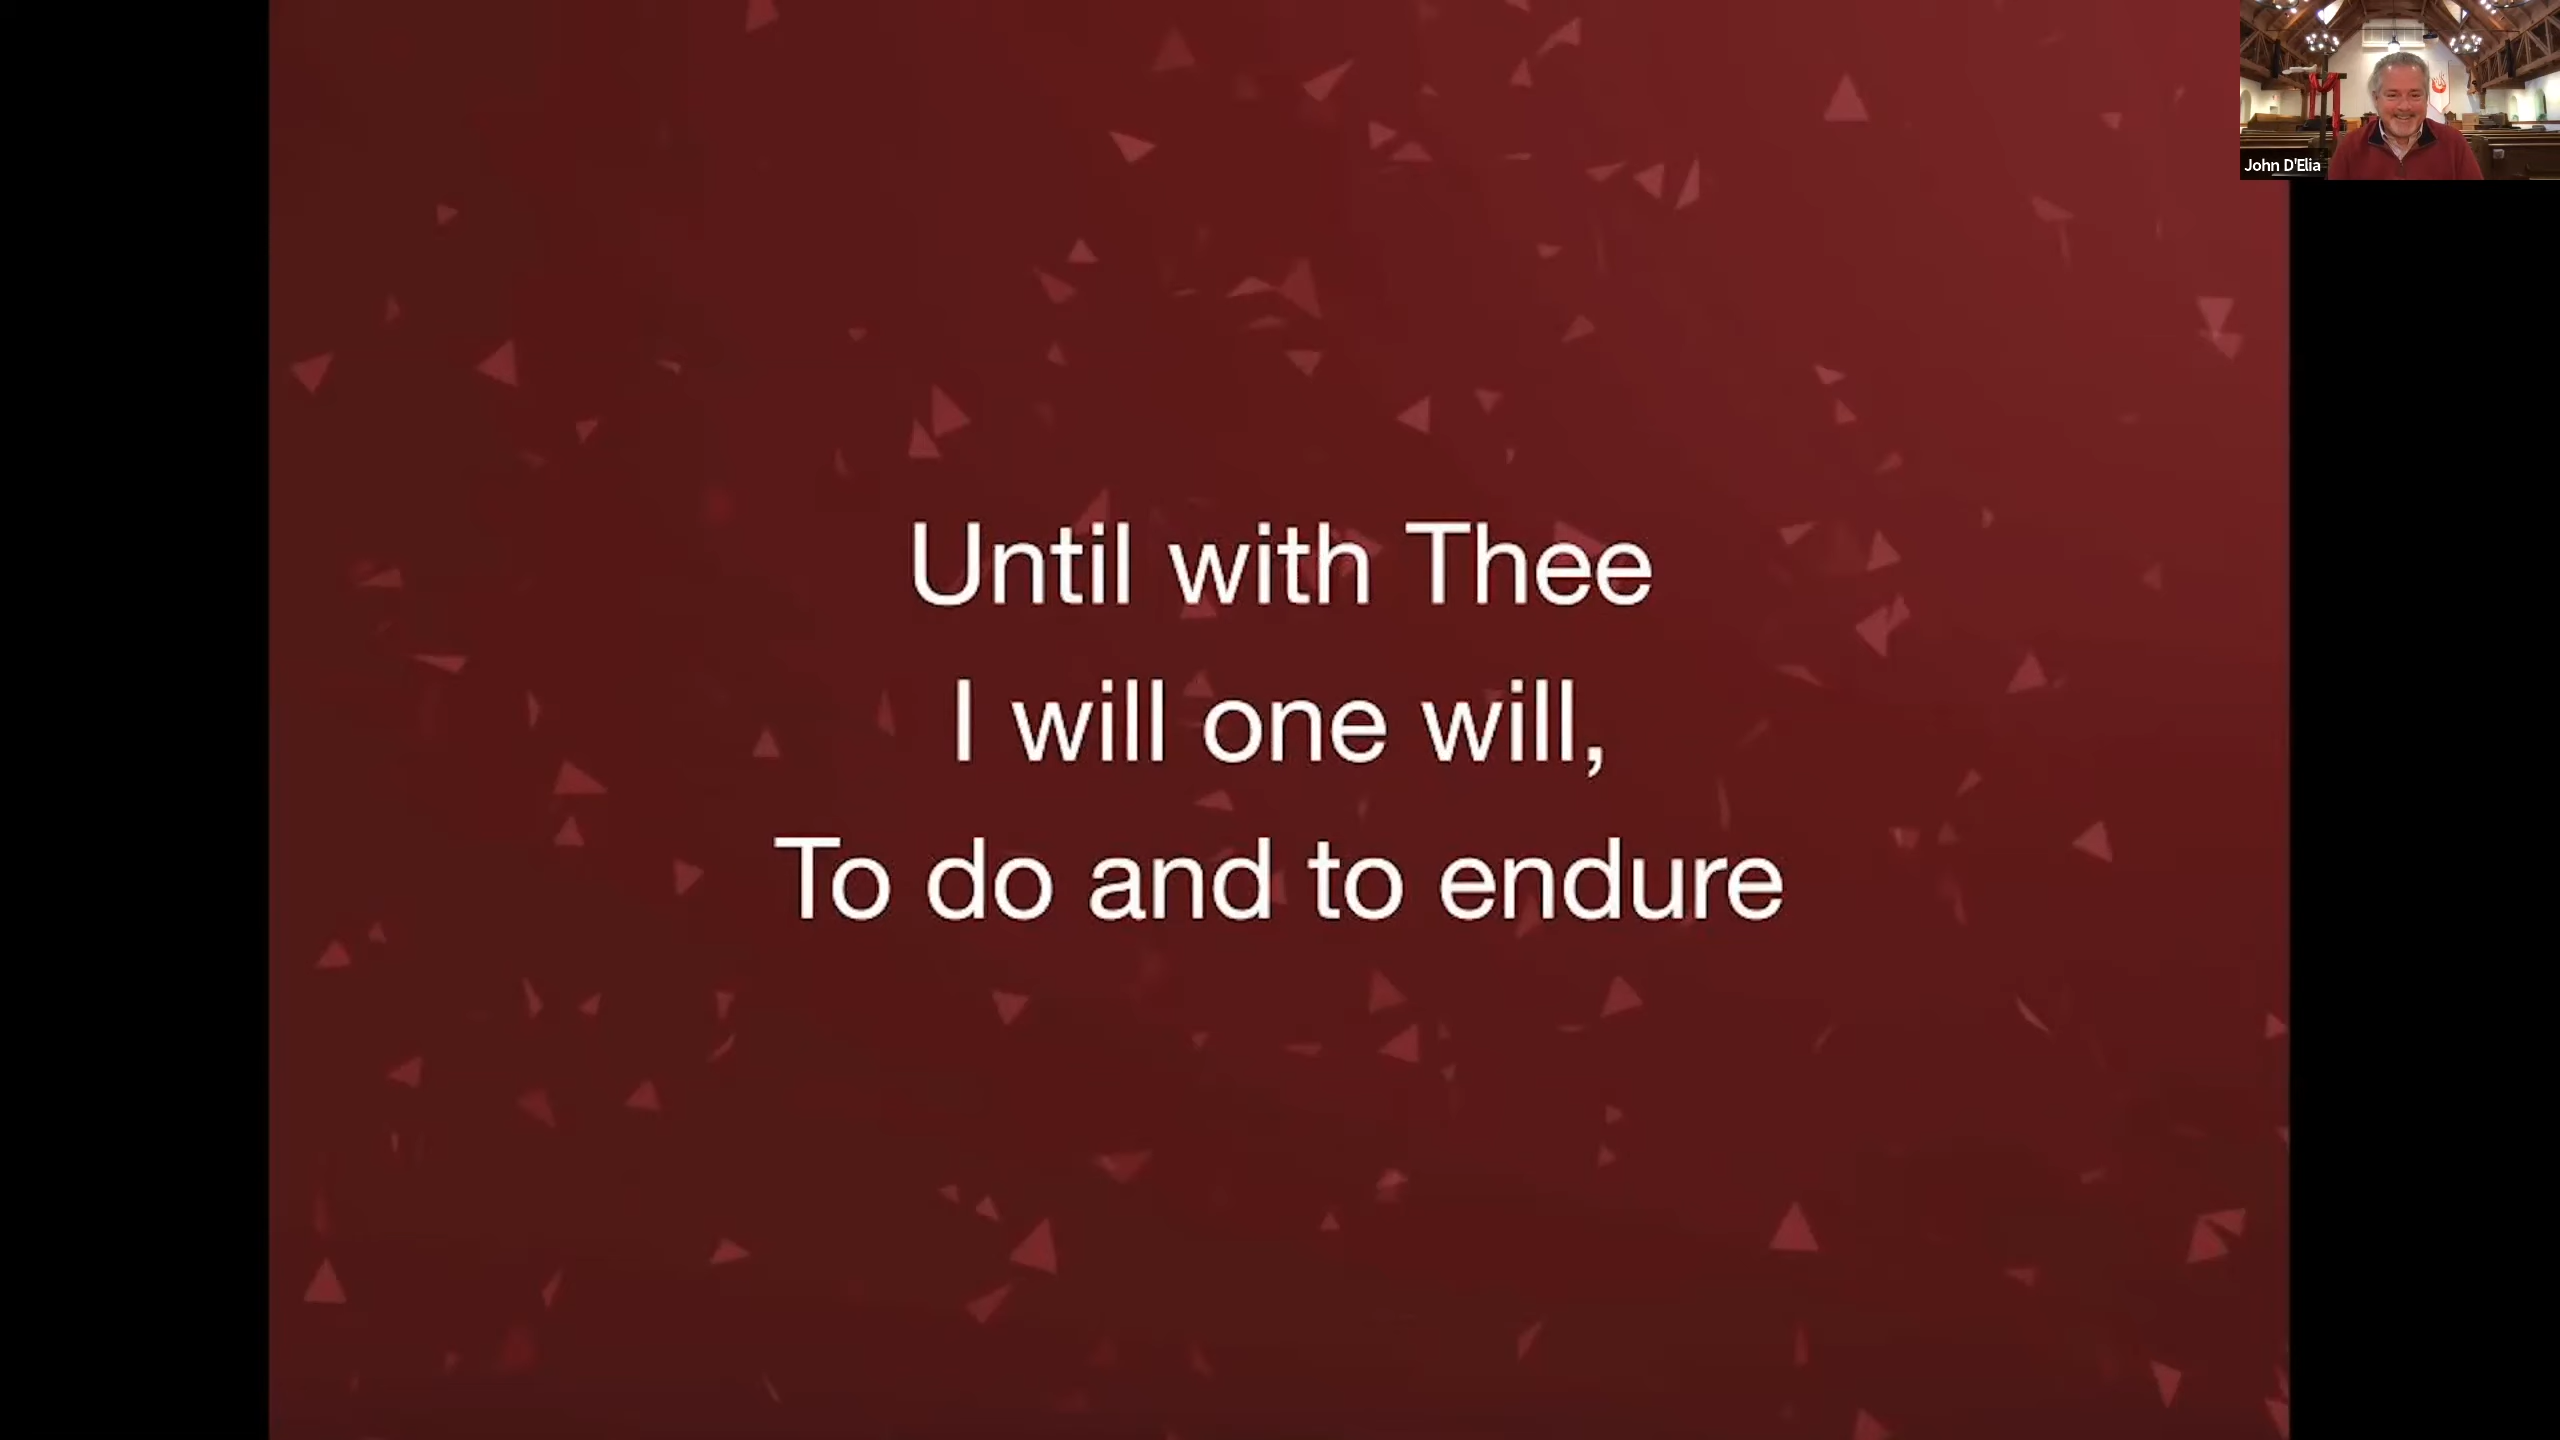 Until with Thee
I will one will,
To do and to endure
John D'Elia